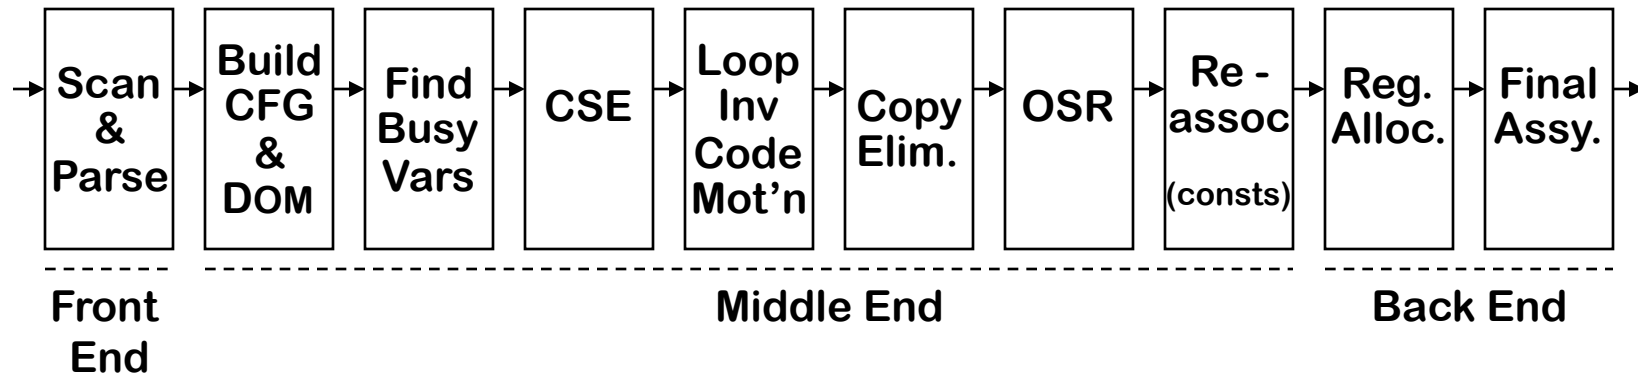 Scan
&
Parse
Build
CFG
&
DOM
Find
Busy
Vars
CSE
Loop
Inv
Code
Mot’n
Copy
Elim.
OSR
Re -
assoc
(consts)
Reg.
Alloc.
Final
Assy.
Front
End
Middle End
Back End